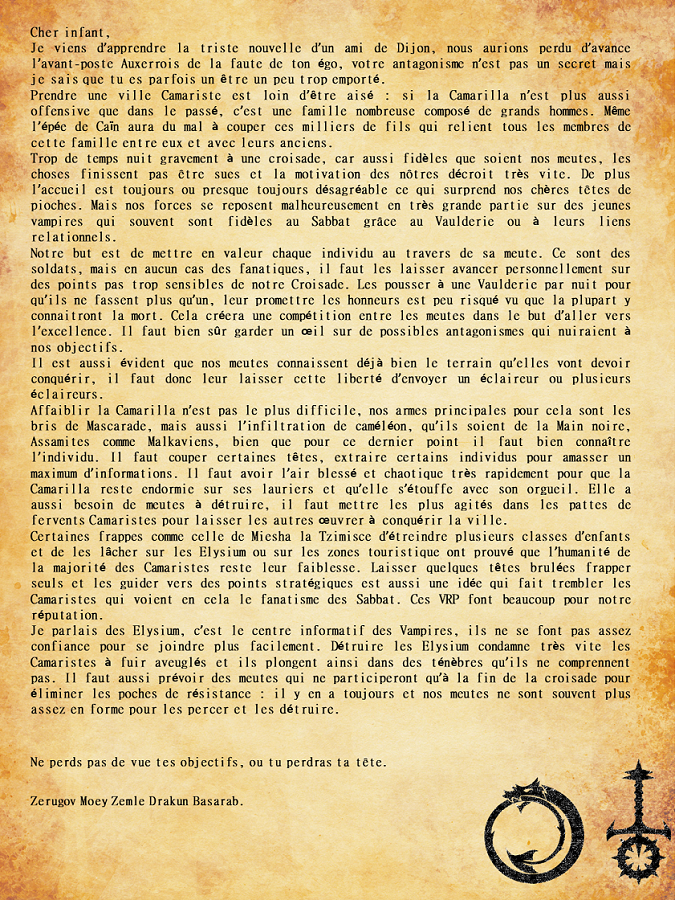 Cher infant,
Je viens d'apprendre la triste nouvelle d'un ami de Dijon, nous aurions perdu d'avance
l'avant-poste Auxerrois de la faute de ton égo, votre antagonisme n'est pas un secret mais
je sais que tu es parfois un être un peu trop emporté.
Prendre une ville Camariste est loin d'être aisé : si la Camarilla n'est plus aussi
offensive que dans le passé, c'est une famille nombreuse composé de grands hommes. Même
l'épée de Caïn aura du mal à couper ces milliers de fils qui relient tous les membres de
cette famille entre eux et avec leurs anciens.
Trop de temps nuit gravement à une croisade, car aussi fidèles que soient nos meutes, les
choses finissent pas être sues et la motivation des nôtres décroit très vite. De plus
l'accueil est toujours ou presque toujours désagréable ce qui surprend nos chères têtes de
pioches. Mais nos forces se reposent malheureusement en très grande partie sur des jeunes
vampires qui souvent sont fidèles au Sabbat grâce au Vaulderie ou à leurs liens
relationnels.
Notre but est de mettre en valeur chaque individu au travers de sa meute. Ce sont des
soldats, mais en aucun cas des fanatiques, il faut les laisser avancer personnellement sur
des points pas trop sensibles de notre Croisade. Les pousser à une Vaulderie par nuit pour
qu'ils ne fassent plus qu'un, leur promettre les honneurs est peu risqué vu que la plupart y
connaitront la mort. Cela créera une compétition entre les meutes dans le but d'aller vers
l'excellence. Il faut bien sûr garder un œil sur de possibles antagonismes qui nuiraient à
nos objectifs.
Il est aussi évident que nos meutes connaissent déjà bien le terrain qu'elles vont devoir
conquérir, il faut donc leur laisser cette liberté d'envoyer un éclaireur ou plusieurs
éclaireurs.
Affaiblir la Camarilla n'est pas le plus difficile, nos armes principales pour cela sont les
bris de Mascarade, mais aussi l'infiltration de caméléon, qu'ils soient de la Main noire,
Assamites comme Malkaviens, bien que pour ce dernier point il faut bien connaître
l'individu. Il faut couper certaines têtes, extraire certains individus pour amasser un
maximum d'informations. Il faut avoir l'air blessé et chaotique très rapidement pour que la
Camarilla reste endormie sur ses lauriers et qu'elle s'étouffe avec son orgueil. Elle a
aussi besoin de meutes à détruire, il faut mettre les plus agités dans les pattes de
fervents Camaristes pour laisser les autres œuvrer à conquérir la ville.
Certaines frappes comme celle de Miesha la Tzimisce d'étreindre plusieurs classes d'enfants
et de les lâcher sur les Elysium ou sur les zones touristique ont prouvé que l'humanité de
la majorité des Camaristes reste leur faiblesse. Laisser quelques têtes brulées frapper
seuls et les guider vers des points stratégiques est aussi une idée qui fait trembler les
Camaristes qui voient en cela le fanatisme des Sabbat. Ces VRP font beaucoup pour notre
réputation.
Je parlais des Elysium, c'est le centre informatif des Vampires, ils ne se font pas assez
confiance pour se joindre plus facilement. Détruire les Elysium condamne très vite les
Camaristes à fuir aveuglés et ils plongent ainsi dans des ténèbres qu'ils ne comprennent
pas. Il faut aussi prévoir des meutes qui ne participeront qu'à la fin de la croisade pour
éliminer les poches de résistance : il y en a toujours et nos meutes ne sont souvent plus
assez en forme pour les percer et les détruire.
Ne perds pas de vue tes objectifs, ou tu perdras ta tête.
Zerugov Moey Zemle Drakun Basarab.